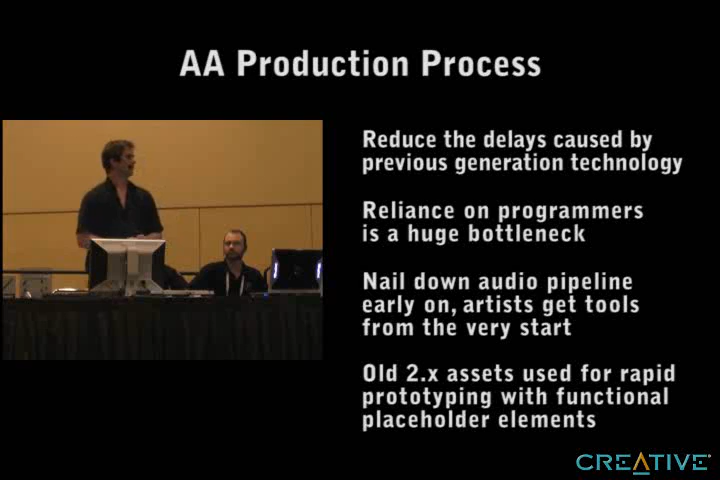 AA Production Process
Reduce the delays caused by
previous generation technology
Reliance on programmers
is a huge bottleneck
Nail down audio pipeline
early on, artists get tools
from the very start
Old 2.x assets used for rapid
prototyping with functional
placeholder elements
CREATIVE